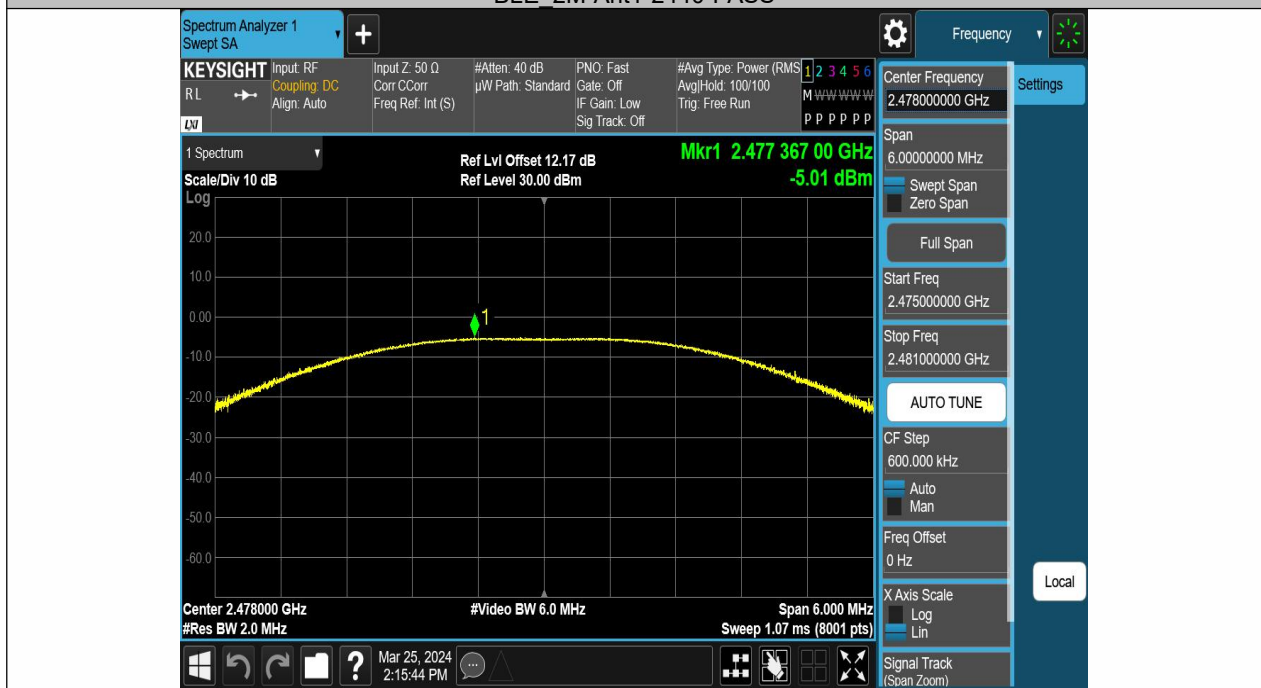 Spectrum Analyzer 1
Swept SA
Frequency
KEYSIGHT
RL
LXI
Input: RF
Coupling: DC
Align: Auto
Input Z: 50 Ω
Corr CCorr
Freq Ref: Int (S)
#Atten: 40 dB
µW Path: Standard
PNO: Fast
Gate: Off
IF Gain: Low
Sig Track: Off
#Avg Type: Power (RMS
Avg|Hold: 100/100
Trig: Free Run
1 2 3 4 5 6
M W W W W W
P P P P P P
1 Spectrum
Scale/Div 10 dB
Log
Ref Lvl Offset 12.17 dB
Ref Level 30.00 dBm
Mkr1 2.477 367 00 GHz
-5.01 dBm
20.0
10.0
0.00
-10.0
-20.0
-30.0
-40.0
-50.0
-60.0
1
Center 2.478000 GHz
#Res BW 2.0 MHz
#Video BW 6.0 MHz
Span 6.000 MHz
Sweep 1.07 ms (8001 pts)
Mar 25, 2024
2:15:44 PM
?
Center Frequency
2.478000000 GHz
Settings
Span
6.00000000 MHz
Swept Span
Zero Span
Full Span
Start Freq
2.475000000 GHz
Stop Freq
2.481000000 GHz
AUTO TUNE
CF Step
600.000 kHz
Auto
Man
Freq Offset
0 Hz
Local
X Axis Scale
Log
Lin
Signal Track
(Span Zoom)